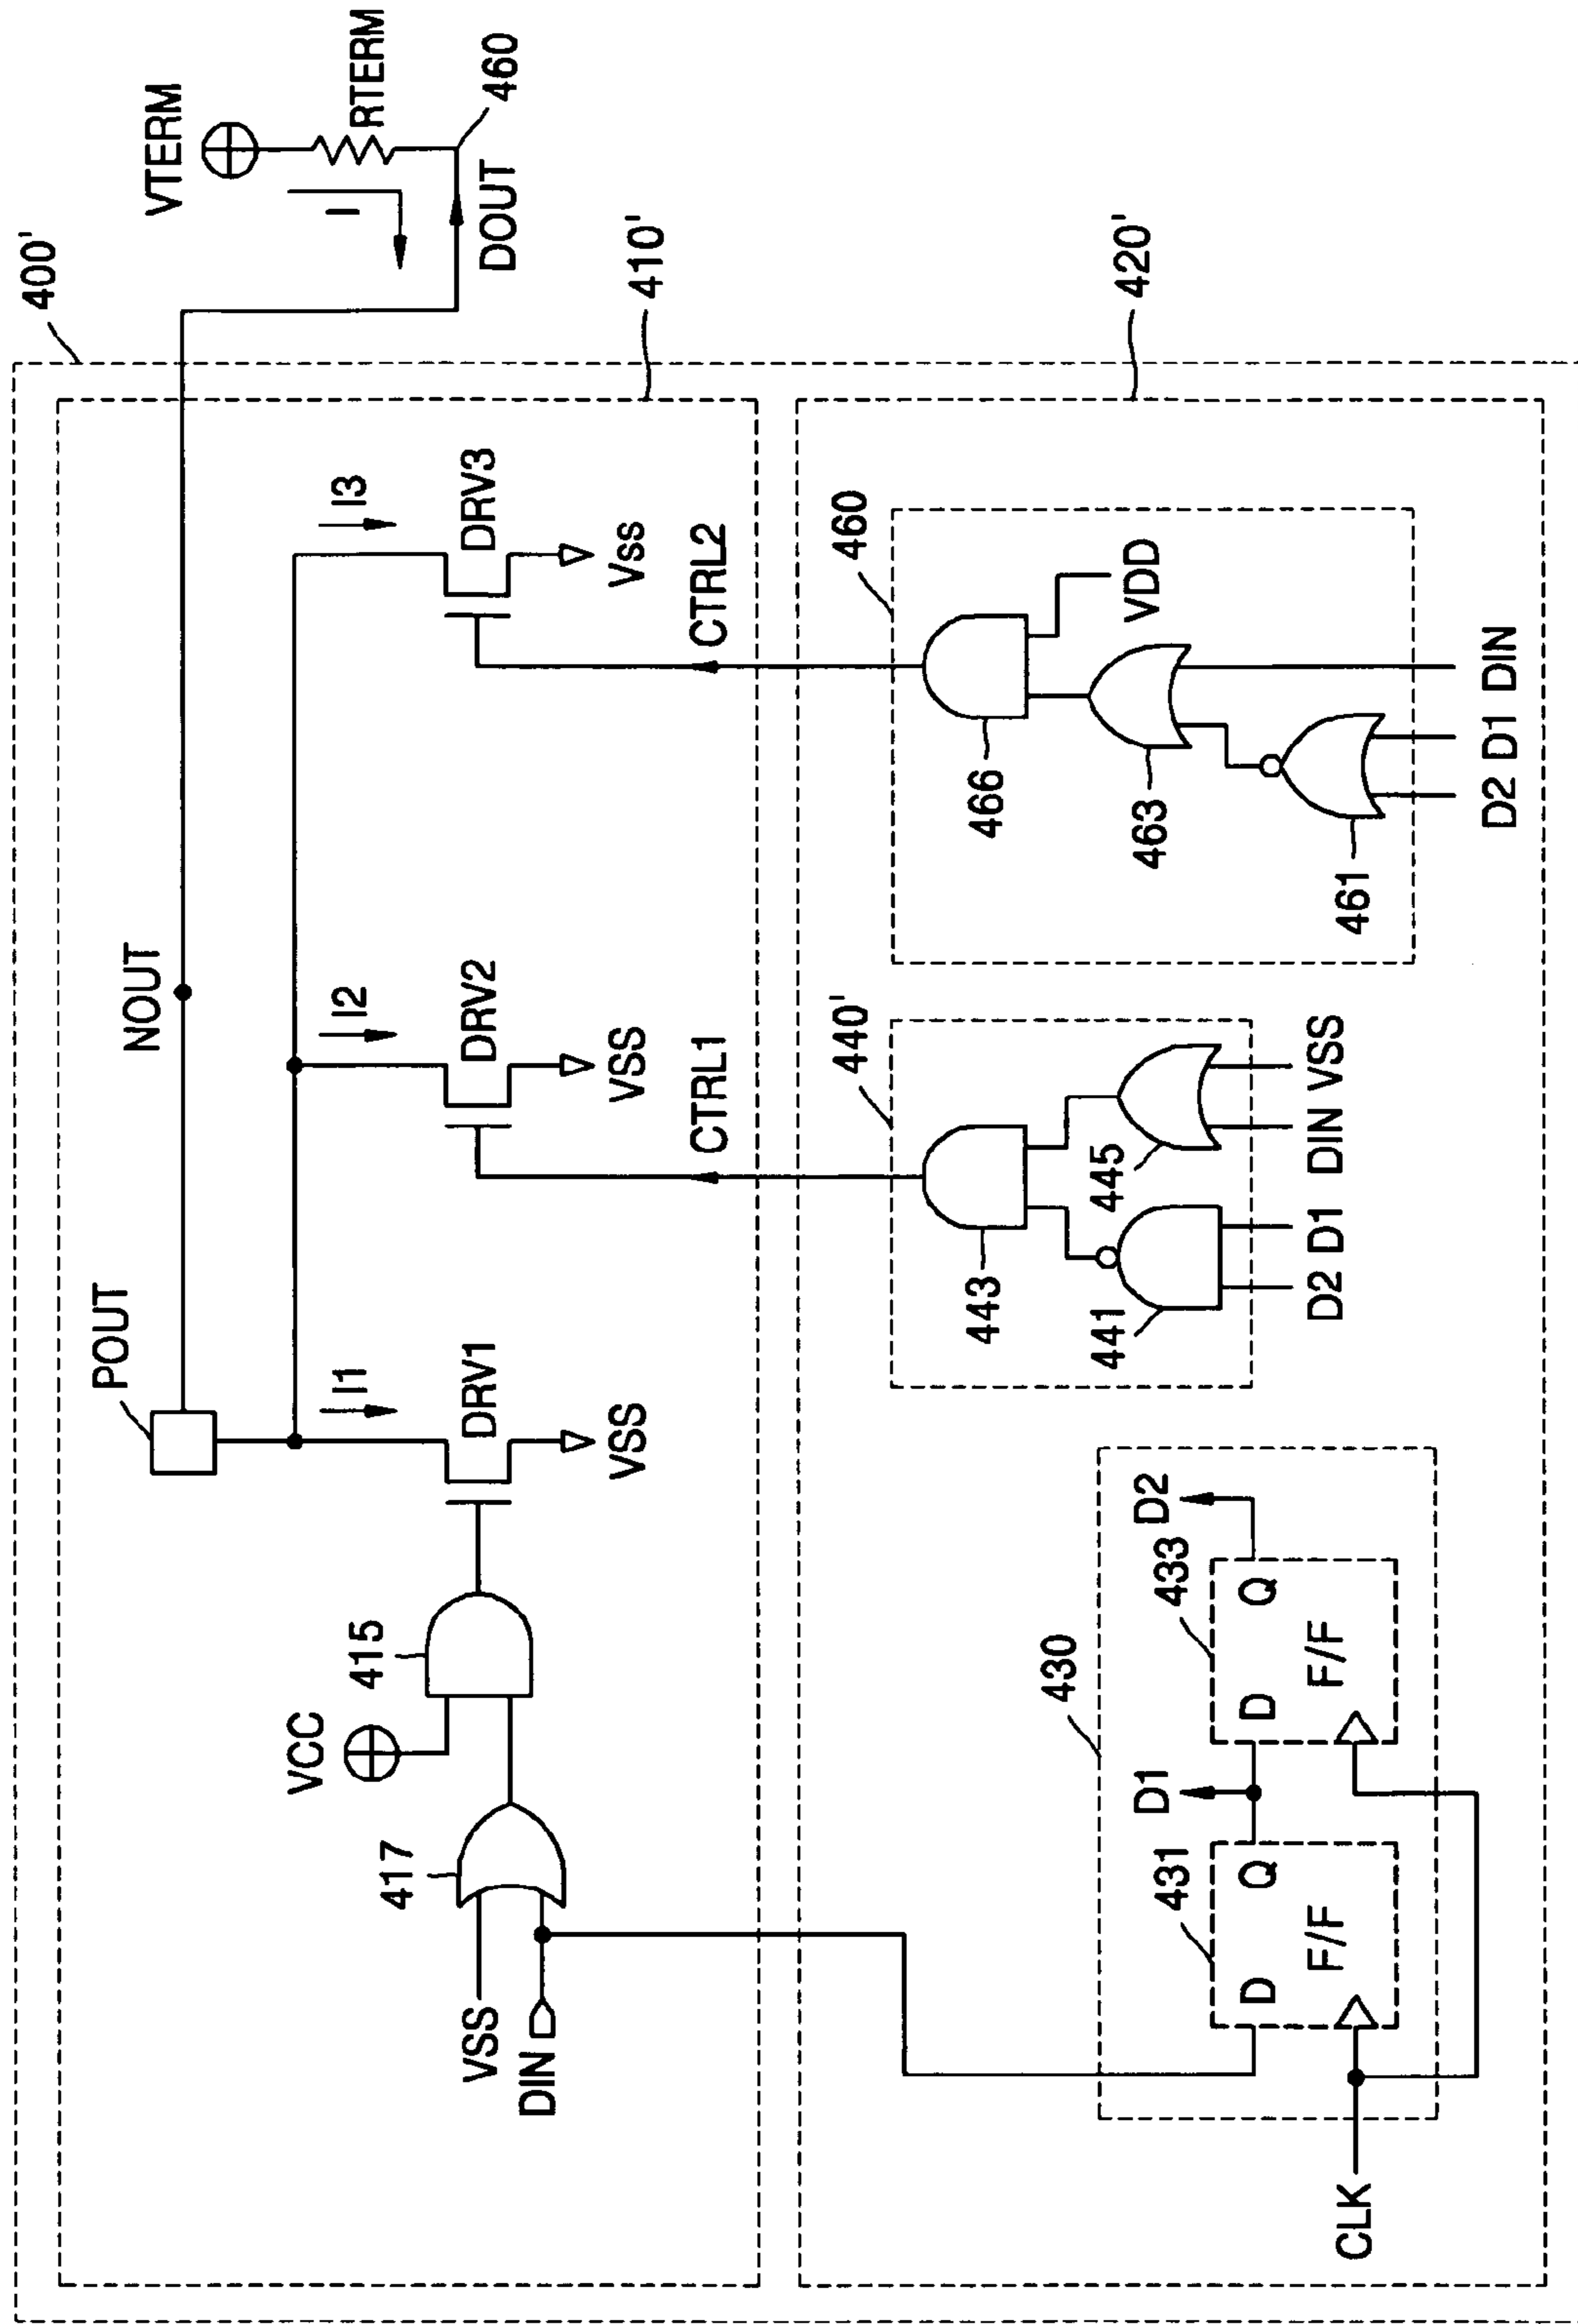 400'
VTERM
RTERM
I
460
DOUT
NOUT
POUT
410'
I1
I2
I3
DRV1
DRV2
DRV3
VSS
VSS
Vss
VCC
415
417
VSS
DIN
CTRL1
CTRL2
420'
430
431
D
Q
F/F
D1
433
D
Q
F/F
D2
CLK
440'
443
441
445
D2 D1 DIN VSS
460
466
VDD
463
461
D2 D1 DIN